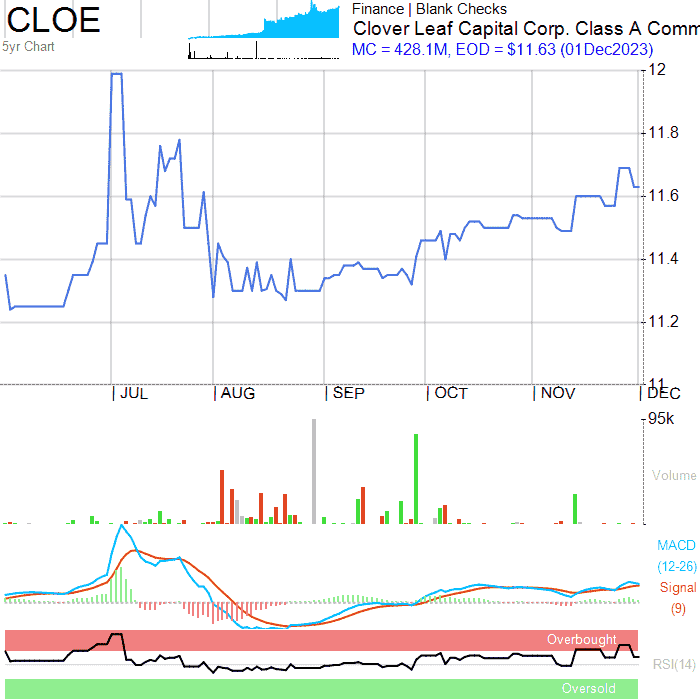 CLOE
5yr Chart
Finance | Blank Checks
Clover Leaf Capital Corp. Class A Comm
MC = 428.1M, EOD = $11.63 (01Dec2023)
12
11.8
11.6
11.4
11.2
11
JUL AUG SEP OCT NOV DEC
95k
Volume
MACD
(12-26)
Signal
(9)
Overbought
RSI(14)
Oversold